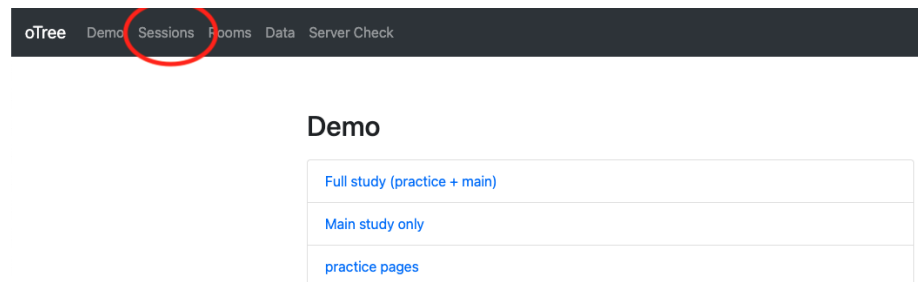 oTree Demo Sessions Rooms Data Server Check
Demo
Full study (practice + main)
Main study only
practice pages